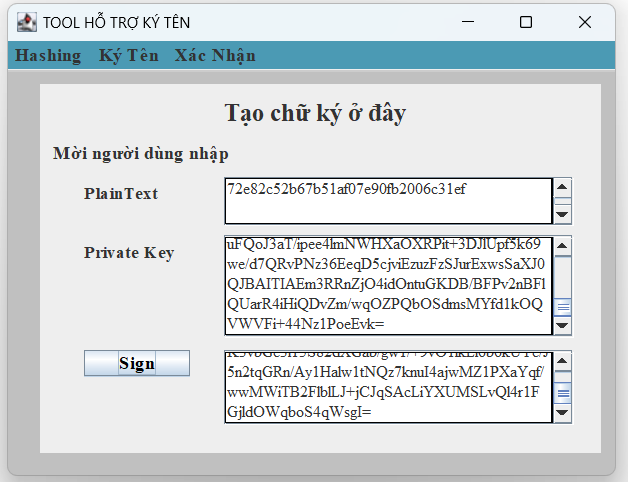 TOOL HỖ TRỢ KÝ TÊN
Hashing Ký Tên Xác Nhận
Tạo chữ ký ở đây
Mời người dùng nhập
PlainText
72e82c52b67b51af07e90fb2006c31ef
Private Key
uFQoJ3aT/ipee4lmNWHXaOXRPit+3DJlUpf5k69
we/d7QRvPNz36EeqD5cjviEzuzFzSJurExwsSaXJ0
QJBAITIAEm3RRnZjO4idOntuGKDB/BFPv2nBFl
QUarR4iHiQDvZm/wqOZPQbOSdmsMYfd1kOQ
VWVFi+44Nz1PoeEvk=
Sign
5n2tqGRn/Ay1Halw1tNQz7knuI4ajwMZ1PXaYqf/
wwMWiTB2FlblLJ+jCJqSAcLiYXUMSLvQl4r1F
GjldOWqboS4qWsgI=